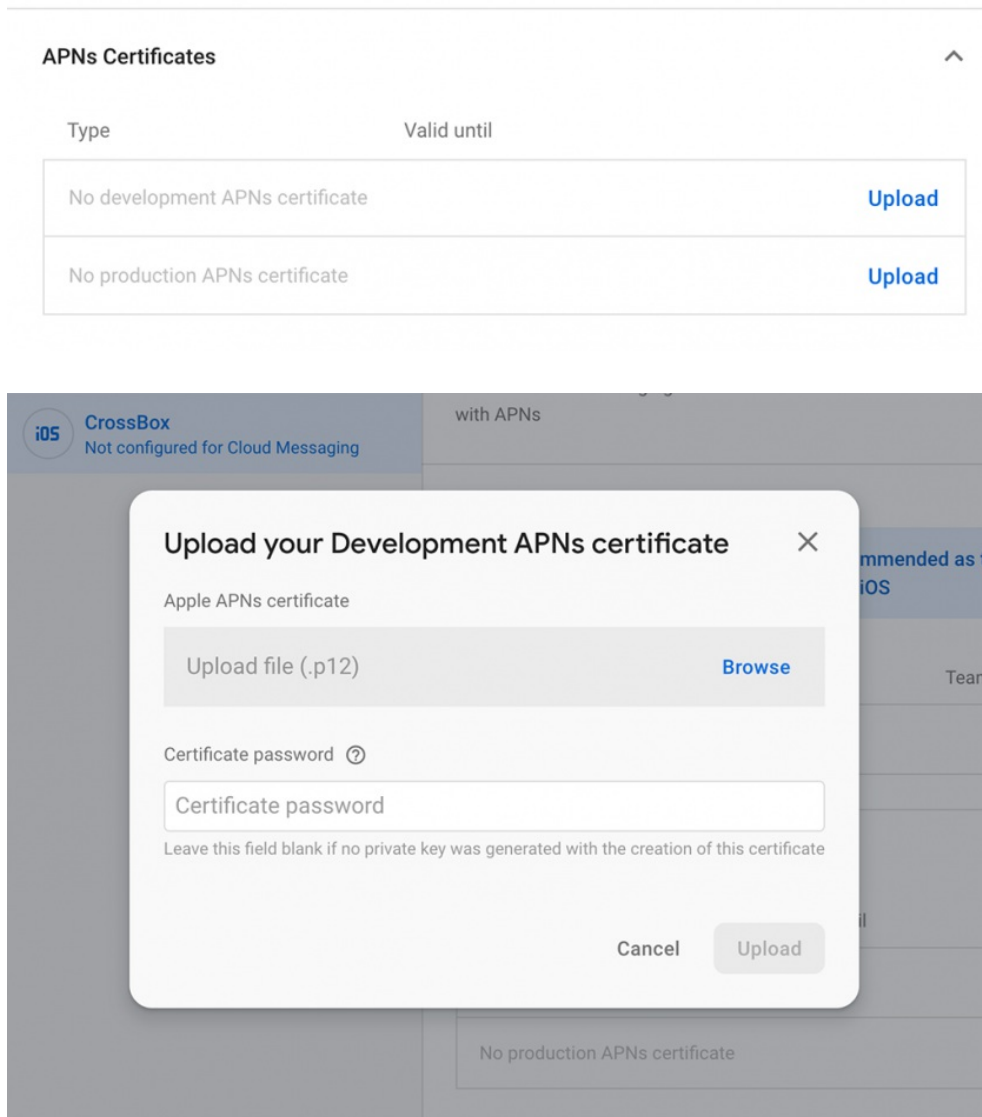 APNs Certificates
Type Valid until
No development APNs certificate Upload
No production APNs certificate Upload
iOS CrossBox
Not configured for Cloud Messaging
with APNs
Upload your Development APNs certificate
mmended as
iOS
Apple APNs certificate
Upload file (.p12) Browse
Certificate password
Certificate password
Leave this field blank if no private key was generated with the creation of this certificate
Cancel Upload
No production APNs certificate